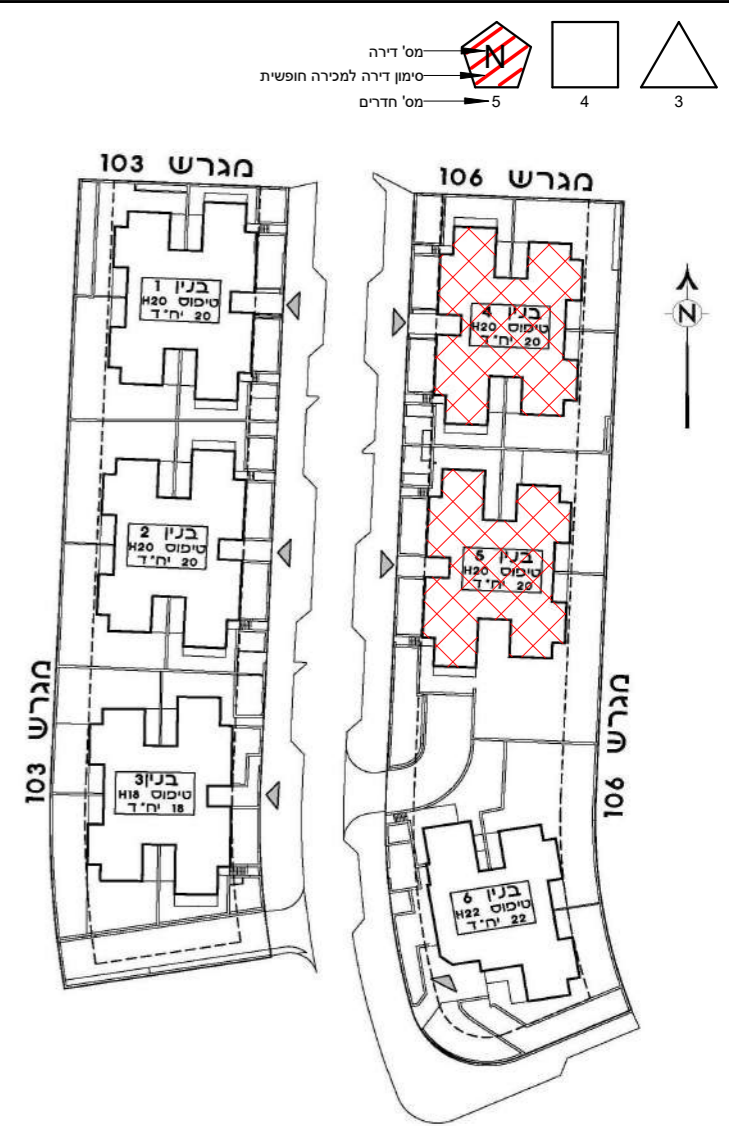 מס' דירה
N
סימון דירה למכירה חופשית
מס' חדרים
5
4
3
מגרש 103
מגרש 106
בנין 1
טיפוס H20
20 יח"ד
בנין 4
טיפוס H20
20 יח"ד
N
בנין 2
טיפוס H20
20 יח"ד
בנין 5
טיפוס H20
20 יח"ד
מגרש 103
מגרש 106
בנין3
טיפוס H18
18 יח"ד
בנין 6
טיפוס H22
22 יח"ד